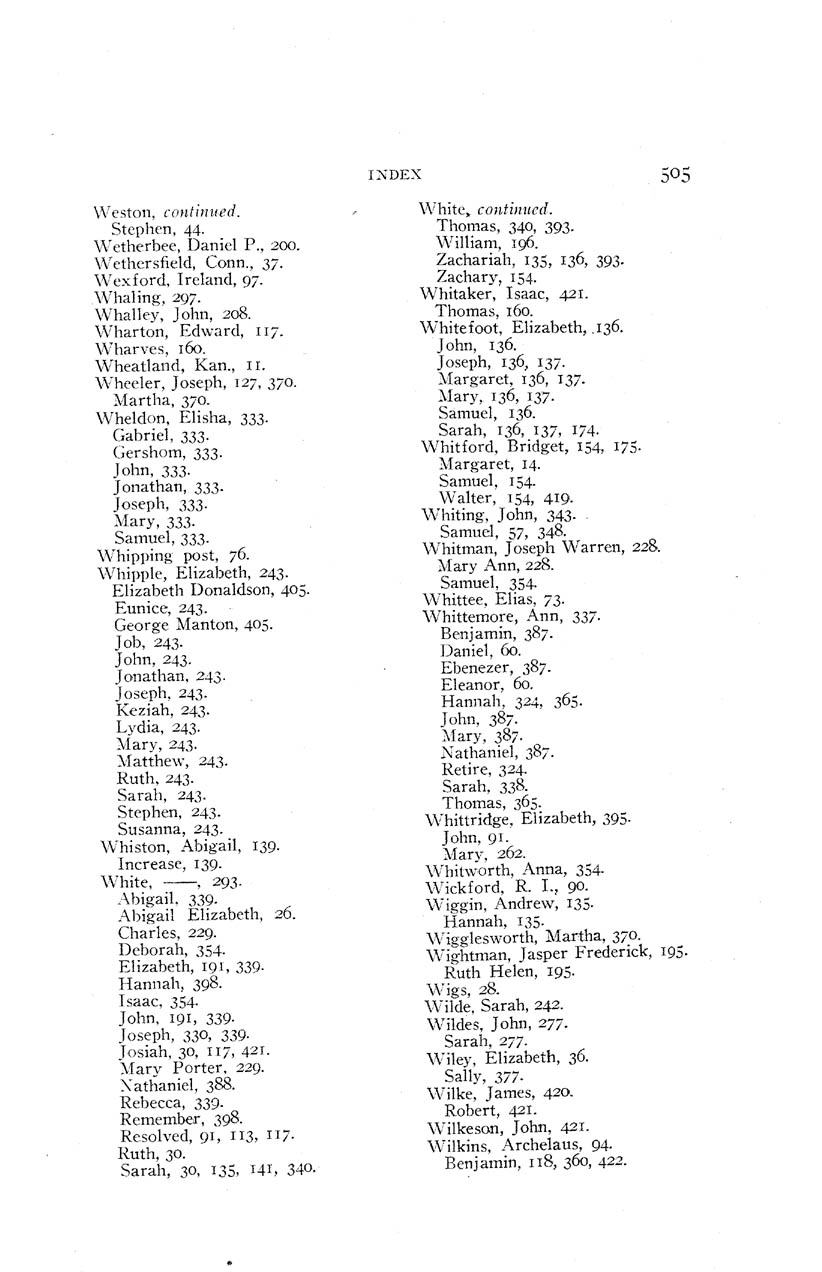 INDEX 505
Weston, continued.
Stephen, 44.
Wetherbee, Daniel P., 200.
Wethersfield, Conn., 37.
Wexford, Ireland, 97.
Whaling, 297.
Whalley, John, 208.
Wharton, Edward, 117.
Wharves, 160.
Wheatland, Kan., 11.
Wheeler, Joseph, 127, 370.
Martha, 370.
Wheldon, Elisha, 333.
Gabriel, 333.
Gershom, 333.
John, 333.
Jonathan, 333.
Joseph, 333.
Mary, 333.
Samuel, 333.
Whipping post, 76.
Whipple, Elizabeth, 243.
Elizabeth Donaldson, 405.
Eunice, 243.
George Manton, 405.
Job, 243.
John, 243.
Jonathan, 243.
Joseph, 243.
Keziah, 243.
Lydia, 243.
Mary, 243.
Matthew, 243.
Ruth, 243.
Sarah, 243.
Stephen, 243.
Susanna, 243.
Whiston, Abigail, 139.
Increase, 139.
White, ——, 293.
Abigail, 339.
Abigail Elizabeth, 26.
Charles, 229.
Deborah, 354.
Elizabeth, 191, 339.
Hannah, 398.
Isaac, 354.
John, 191, 339.
Joseph, 330, 339.
Josiah, 30, 117, 421.
Mary Porter, 229.
Nathaniel, 388.
Rebecca, 339.
Remember, 398.
Resolved, 91, 113, 117.
Ruth, 30.
Sarah, 30, 135, 141, 340.
White, continued.
Thomas, 340, 393.
William, 196.
Zachariah, 135, 136, 393.
Zachary, 154.
Whitaker, Isaac, 421.
Thomas, 160.
Whitefoot, Elizabeth, 136.
John, 136.
Joseph, 136, 137.
Margaret, 136, 137.
Mary, 136, 137.
Samuel, 136.
Sarah, 136, 137, 174.
Whitford, Bridget, 154, 175.
Margaret, 14.
Samuel, 154.
Walter, 154, 419.
Whiting, John, 343.
Samuel, 57, 348.
Whitman, Joseph Warren, 228.
Mary Ann, 228.
Samuel, 354.
Whittee, Elias, 73.
Whittemore, Ann, 337.
Benjamin, 387.
Daniel, 60.
Ebenezer, 387.
Eleanor, 60.
Hannah, 324, 365.
John, 387.
Mary, 387.
Nathaniel, 387.
Retire, 324.
Sarah, 338.
Thomas, 365.
Whittridge, Elizabeth, 395.
John, 91.
Mary, 262.
Whitworth, Anna, 354.
Wickford, R. I., 90.
Wiggin, Andrew, 135.
Hannah, 135.
Wigglesworth, Martha, 370.
Wightman, Jasper Frederick, 195.
Ruth Helen, 195.
Wigs, 28.
Wilde, Sarah, 242.
Wildes, John, 277.
Sarah, 277.
Wiley, Elizabeth, 36.
Sally, 377.
Wilke, James, 420.
Robert, 421.
Wilkeson, John, 421.
Wilkins, Archelaus, 94.
Benjamin, 118, 360, 422.